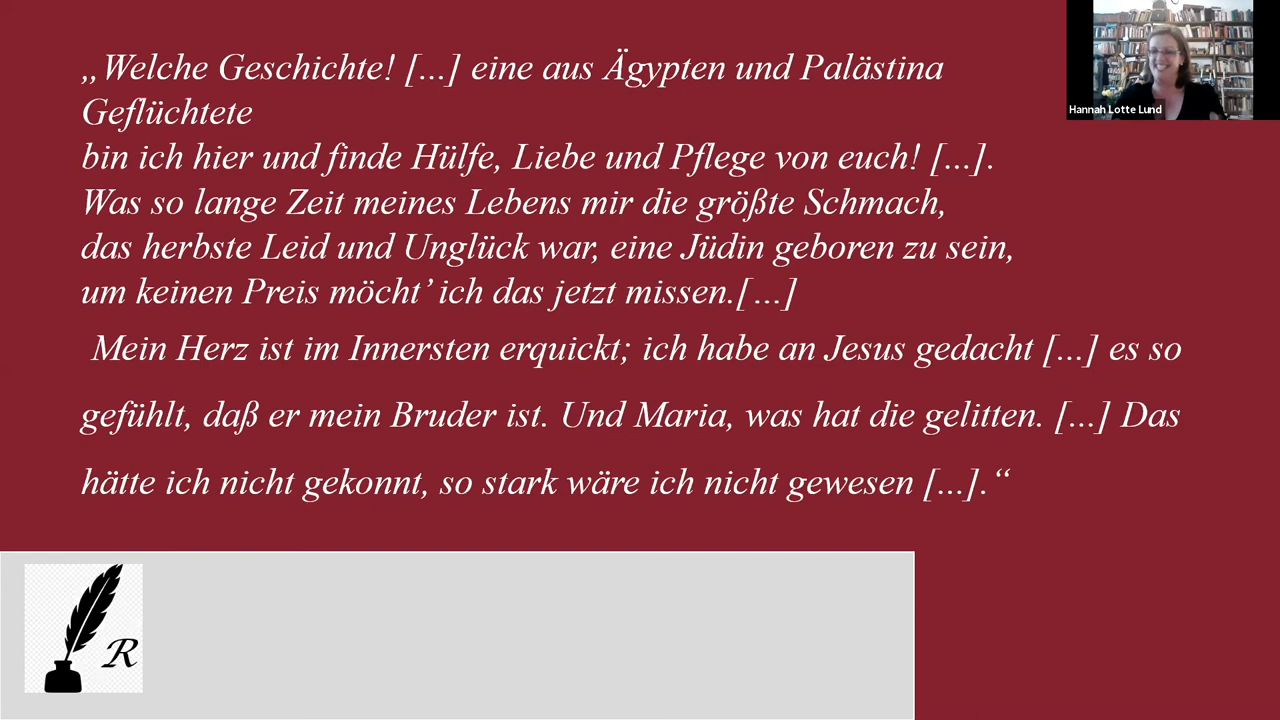 „Welche Geschichte! [...] eine aus Ägypten und Palästina
Geflüchtete
bin ich hier und finde Hülfe, Liebe und Pflege von euch! [...].
Was so lange Zeit meines Lebens mir die größte Schmach,
das herbste Leid und Unglück war, eine Jüdin geboren zu sein,
um keinen Preis möcht’ ich das jetzt missen.[...]
Mein Herz ist im Innersten erquickt; ich habe an Jesus gedacht [...] es so
gefühlt, daß er mein Bruder ist. Und Maria, was hat die gelitten. [...] Das
hätte ich nicht gekonnt, so stark wäre ich nicht gewesen [...].“
Hannah Lotte Lund
R